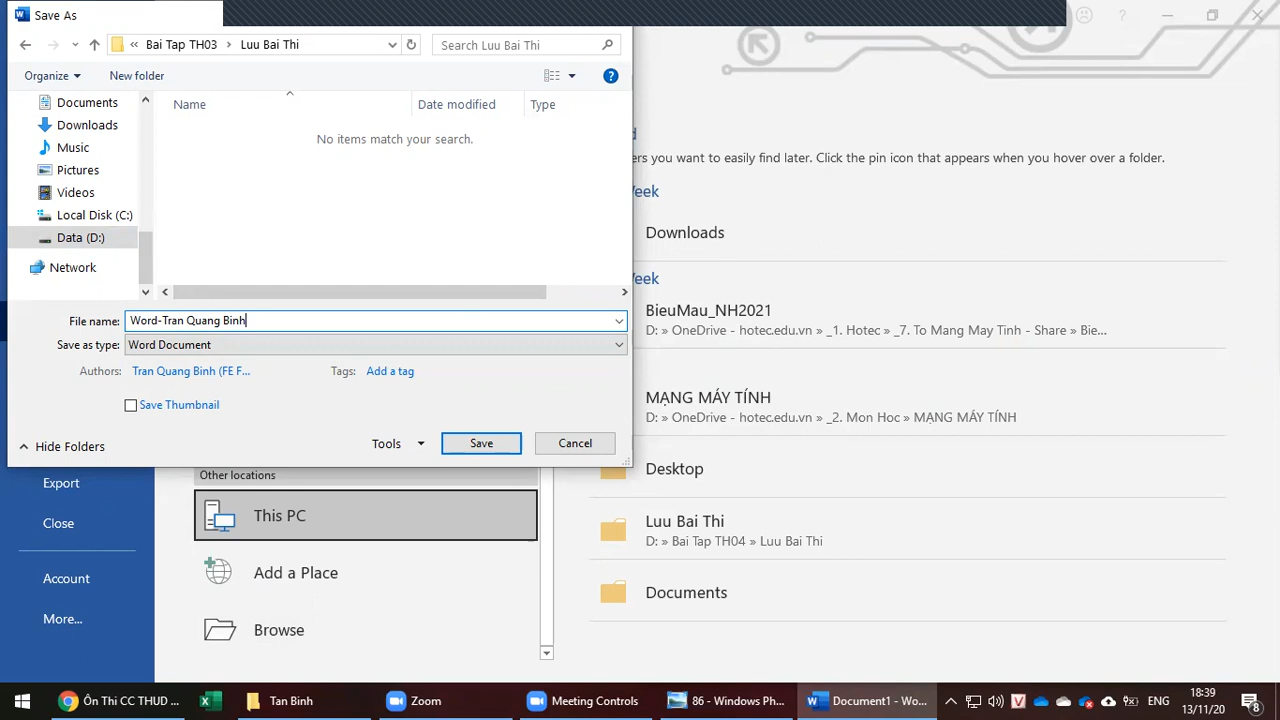 Save As
Bai Tap TH03
Luu Bai Thi
Search Luu Bai Thi
Organize
New folder
Name
Date modified
Type
No items match your search.
Documents
Downloads
Music
Pictures
Videos
Local Disk (C:)
Data (D:)
Network
File name:
Word-Tran Quang Binh
Save as type:
Word Document
Authors:
Tran Quang Binh (FE F...
Tags:
Add a tag
Save Thumbnail
Hide Folders
Tools
Save
Cancel
ers you want to easily find later. Click the pin icon that appears when you hover over a folder.
Week
Downloads
Week
BieuMau_NH2021
D: » OneDrive - hotec.edu.vn » _1. Hotec » _7. To Mang May Tinh - Share » Bie...
MẠNG MÁY TÍNH
D: » OneDrive - hotec.edu.vn » _2. Mon Hoc » MẠNG MÁY TÍNH
Desktop
Luu Bai Thi
D: » Bai Tap TH04 » Luu Bai Thi
Documents
Export
Close
Account
More...
Other locations
This PC
Add a Place
Browse
Ôn Thi CC THUD ...
Tan Binh
Zoom
Meeting Controls
86 - Windows Ph...
Document1 - Wo...
ENG
18:39
13/11/20
8